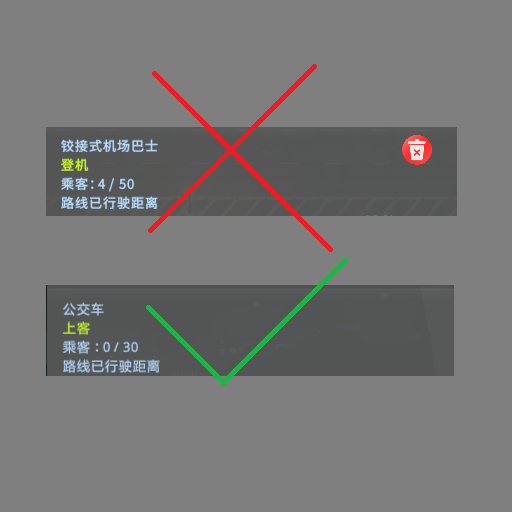 铰接式机场巴士
登机
乘客：4 / 50
路线已行驶距离
公交车
上客
乘客：0 / 30
路线已行驶距离